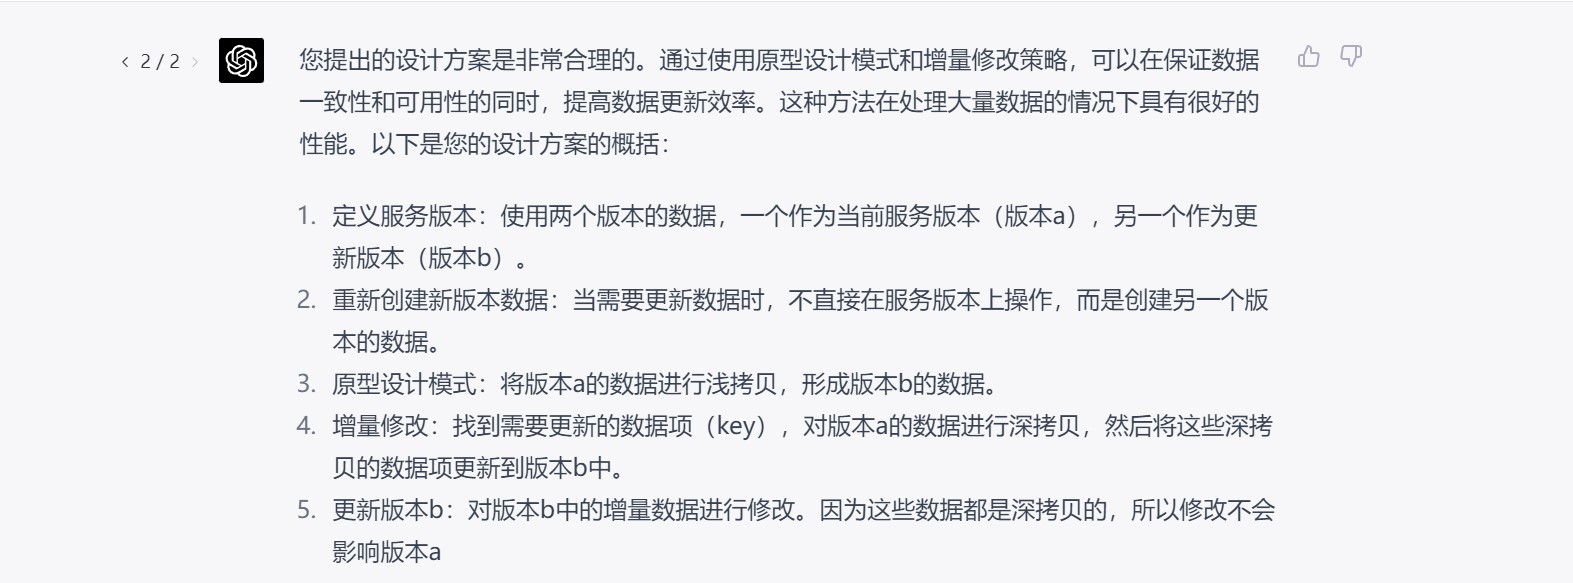 2 / 2
您提出的设计方案是非常合理的。通过使用原型设计模式和增量修改策略，可以在保证数据
一致性和可用性的同时，提高数据更新效率。这种方法在处理大量数据的情况下具有很好的
性能。以下是您的设计方案的概括：
1. 定义服务版本：使用两个版本的数据，一个作为当前服务版本（版本a），另一个作为更
新版本（版本b）。
2. 重新创建新版本数据：当需要更新数据时，不直接在服务版本上操作，而是创建另一个版
本的数据。
3. 原型设计模式：将版本a的数据进行浅拷贝，形成版本b的数据。
4. 增量修改：找到需要更新的数据项（key），对版本a的数据进行深拷贝，然后将这些深拷
贝的数据项更新到版本b中。
5. 更新版本b：对版本b中的增量数据进行修改。因为这些数据都是深拷贝的，所以修改不会
影响版本a